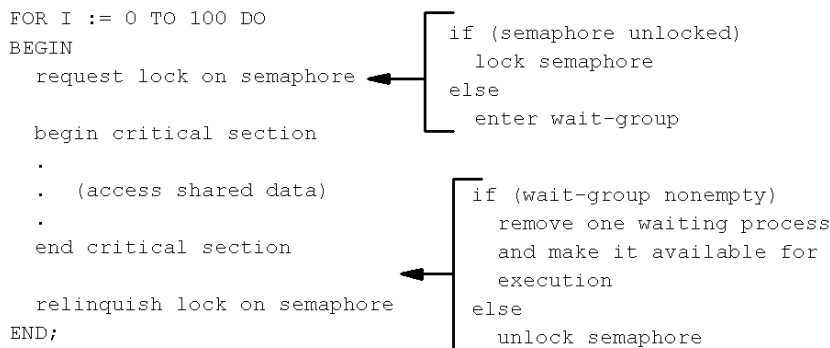 FOR I := 0 TO 100 DO
BEGIN
request lock on semaphore
begin critical section
.
. (access shared data)
.
end critical section
relinquish lock on semaphore
END;
if (semaphore unlocked)
lock semaphore
else
enter wait-group
if (wait-group nonempty)
remove one waiting process
and make it available for
execution
else
unlock semaphore